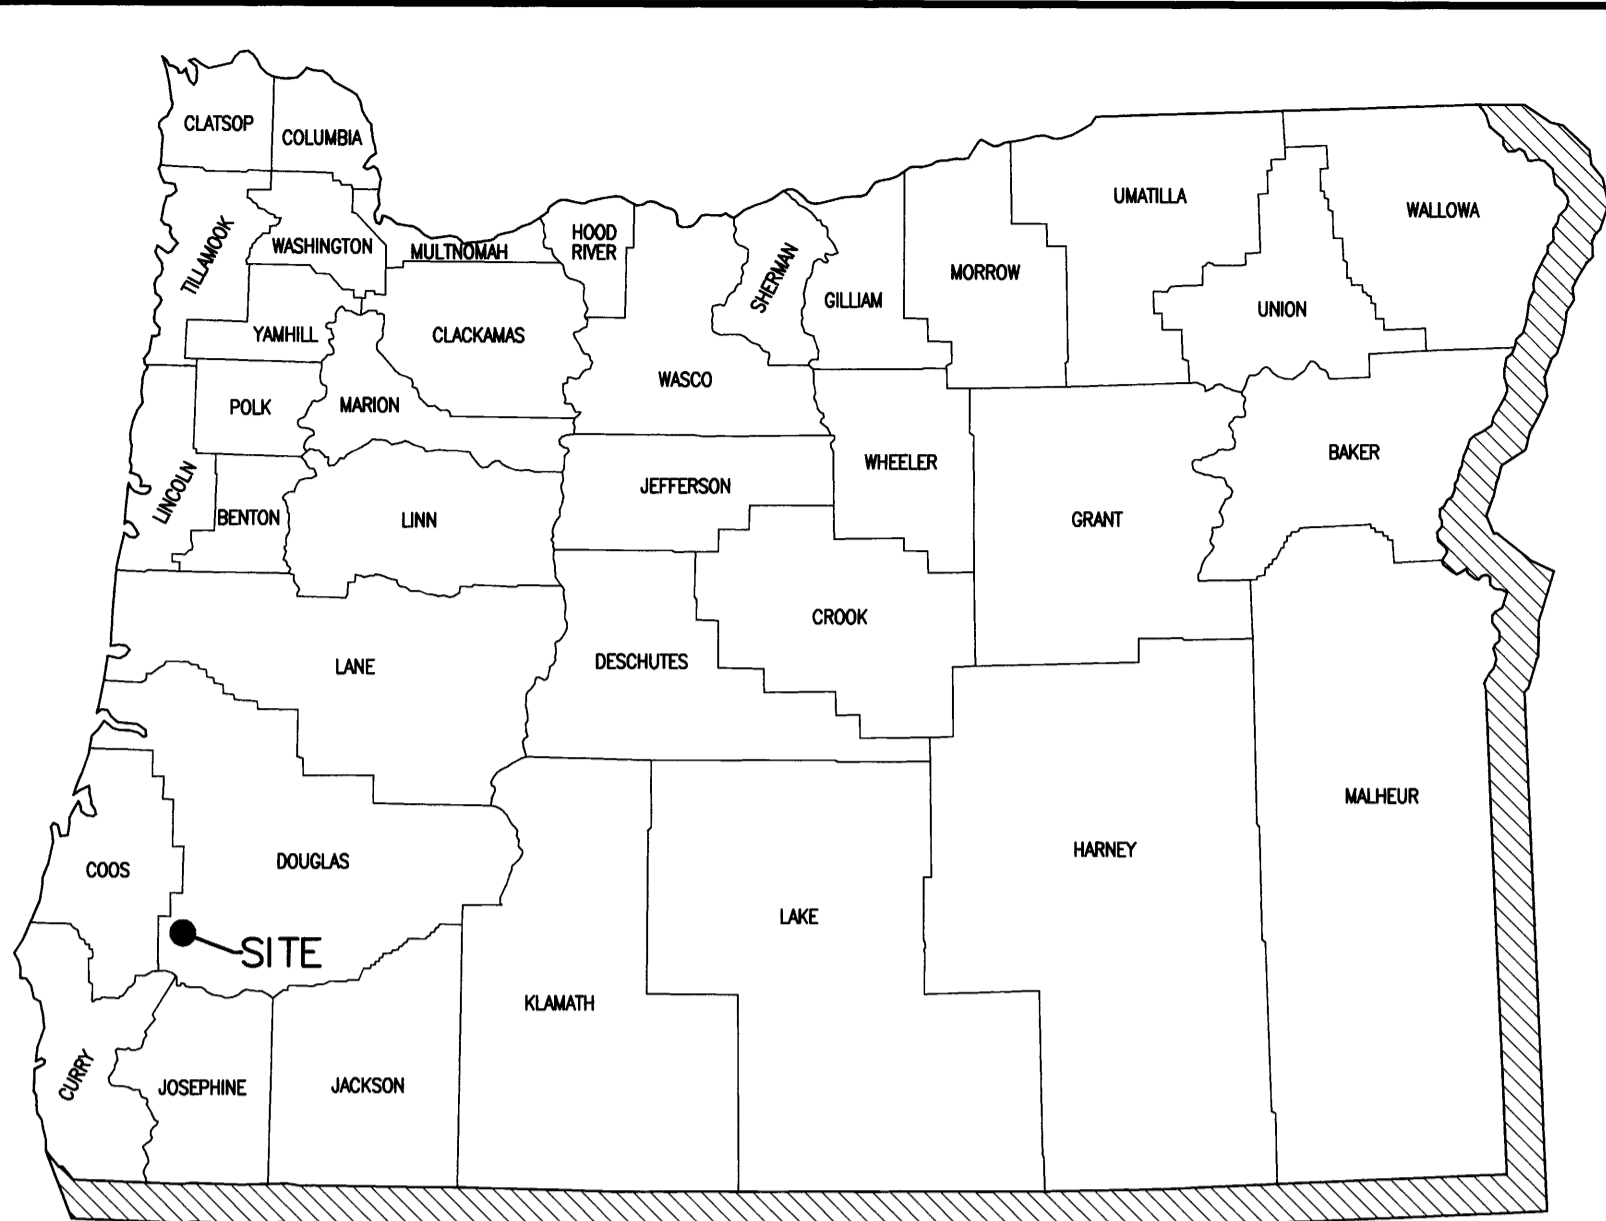 CLATSOP
COLUMBIA
TILLAMOOK
WASHINGTON
MULTNOMAH
HOOD
RIVER
SHERMAN
GILLIAM
MORROW
UMATILLA
WALLOWA
UNION
YAMHILL
CLACKAMAS
WASCO
POLK
MARION
LINCOLN
BENTON
LINN
JEFFERSON
WHEELER
GRANT
BAKER
LANE
DESCHUTES
CROOK
COOS
DOUGLAS
SITE
KLAMATH
LAKE
HARNEY
MALHEUR
CURRY
JOSEPHINE
JACKSON